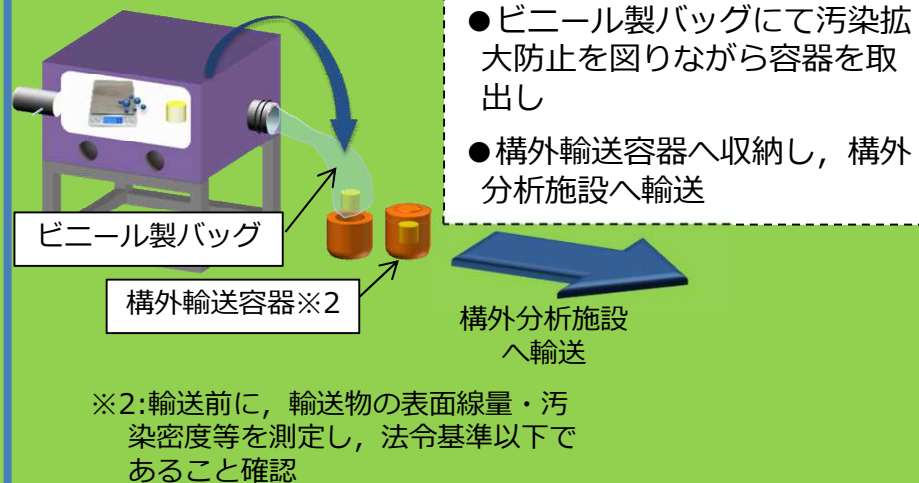 ●ビニール製バッグにて汚染拡
大防止を図りながら容器を取
出し
●構外輸送容器へ収納し，構外
分析施設へ輸送
ビニール製バッグ
構外輸送容器※2
構外分析施設
へ輸送
※2:輸送前に，輸送物の表面線量・汚
染密度等を測定し，法令基準以下で
あること確認